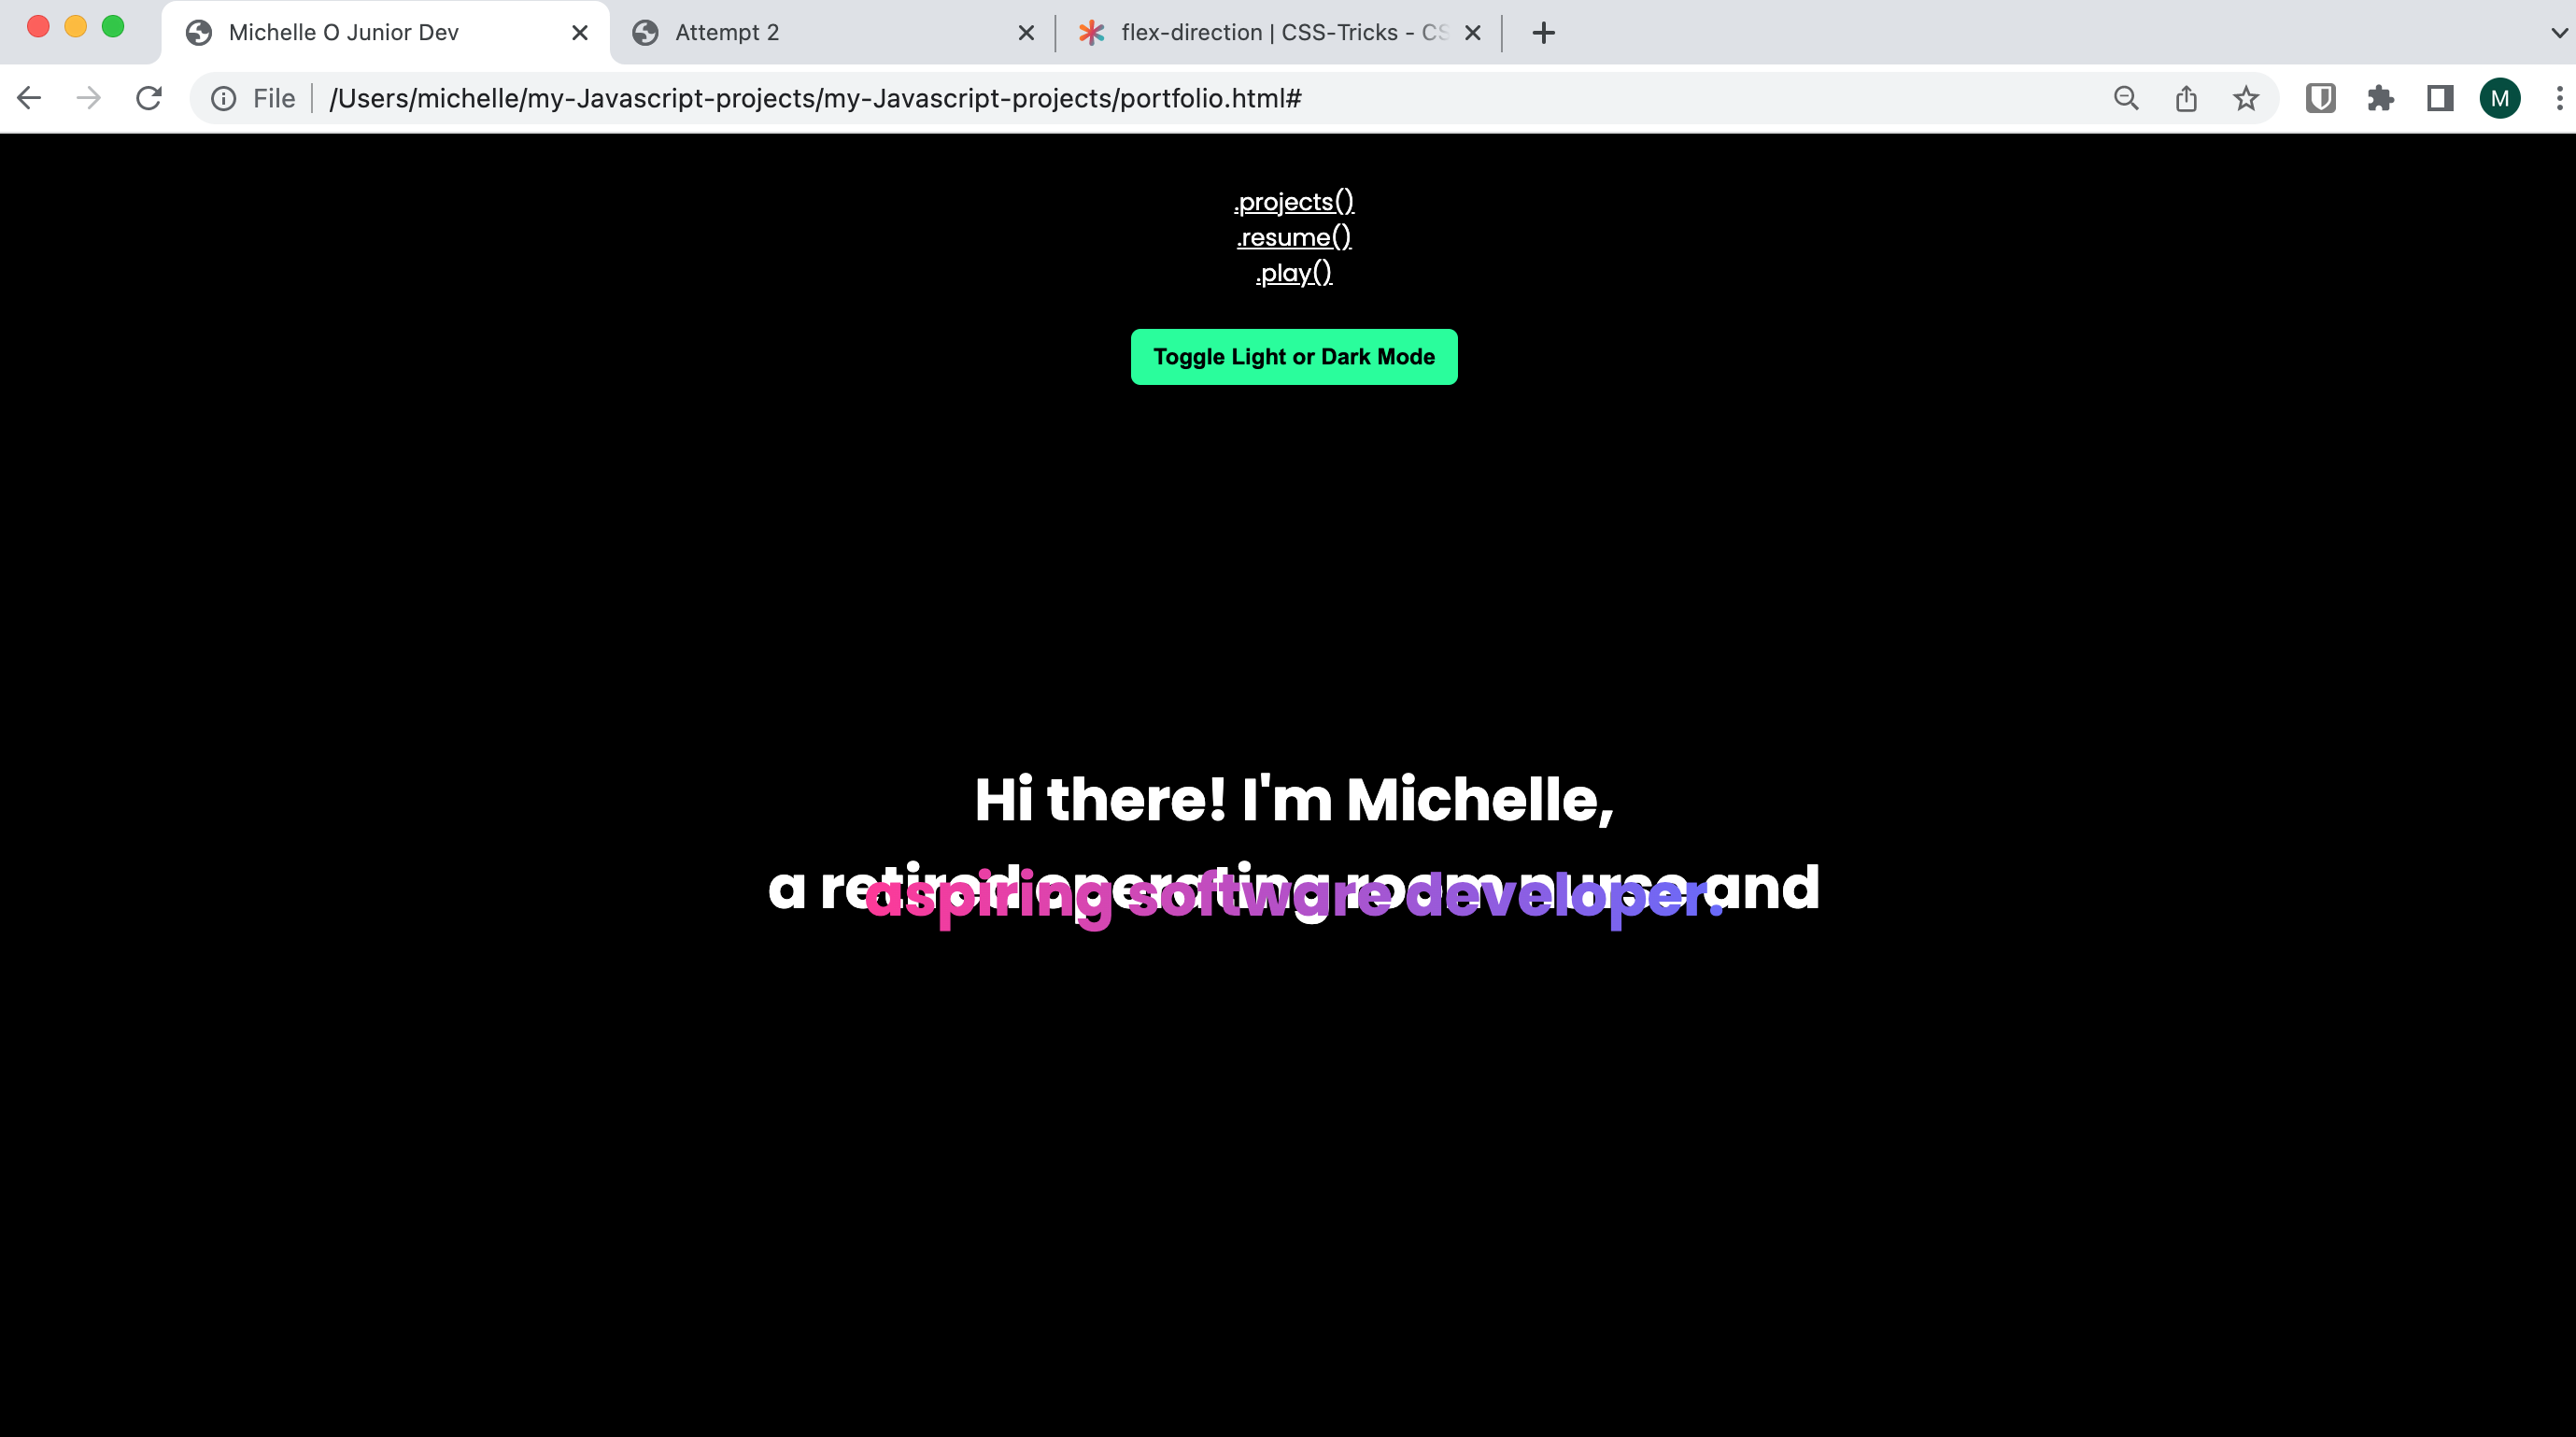 Michelle O Junior Dev
Attempt 2
flex-direction | CSS-Tricks - CS
File
/Users/michelle/my-Javascript-projects/my-Javascript-projects/portfolio.html#
M
.projects()
.resume()
.play()
Toggle Light or Dark Mode
Hi there! I'm Michelle,
a retired operating room nurse and
aspiring software developer.